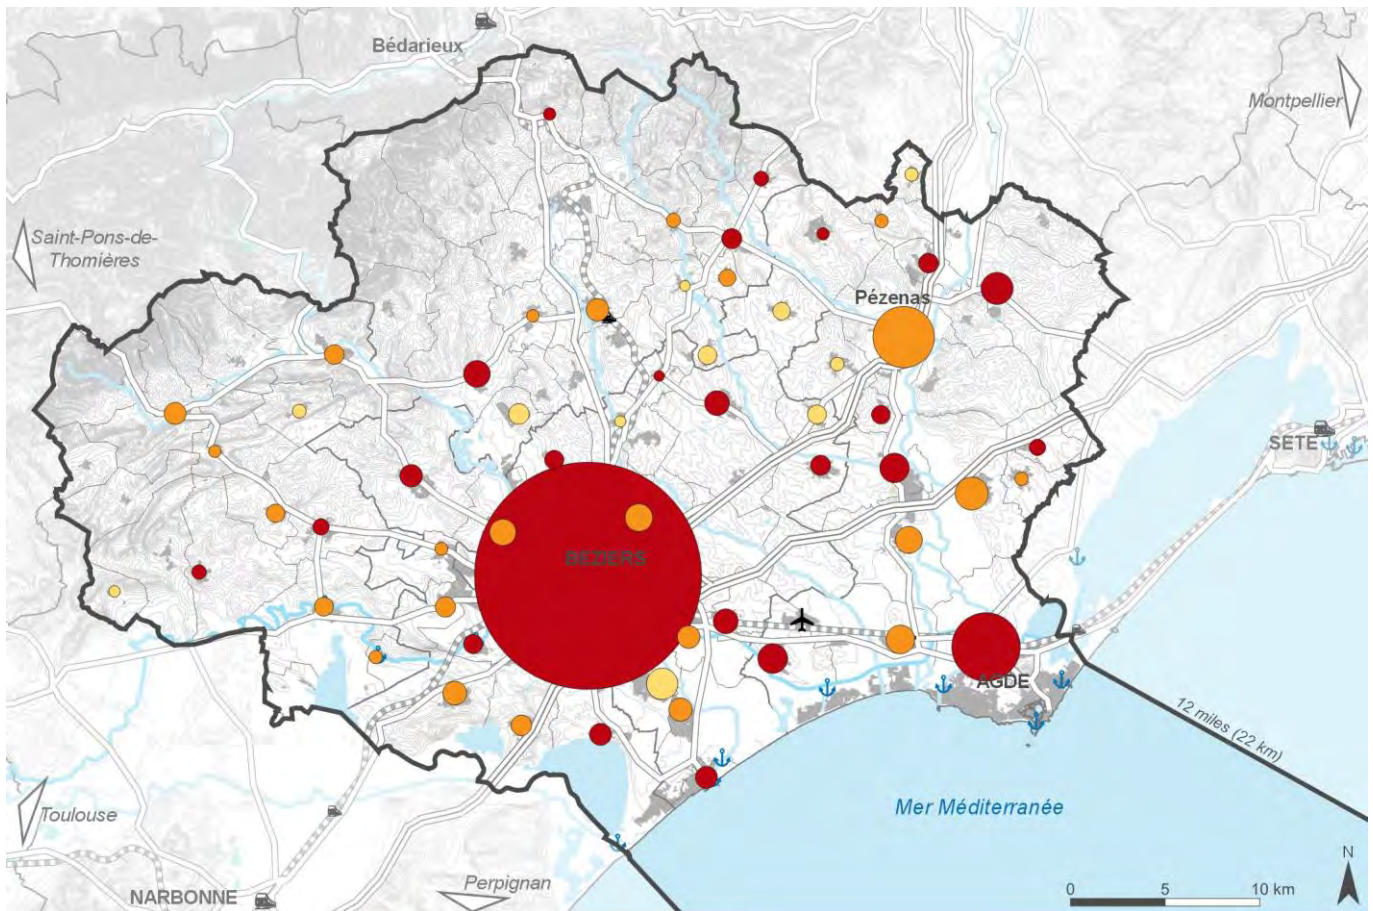 Bédarieux
Montpellier
Saint-Pons-de-
Thomières
Pézenas
SETE
BEZIERS
AGDE
12 miles (22 km)
Toulouse
Mer Méditerranée
Perpignan
NARBONNE
N
0 5 10 km